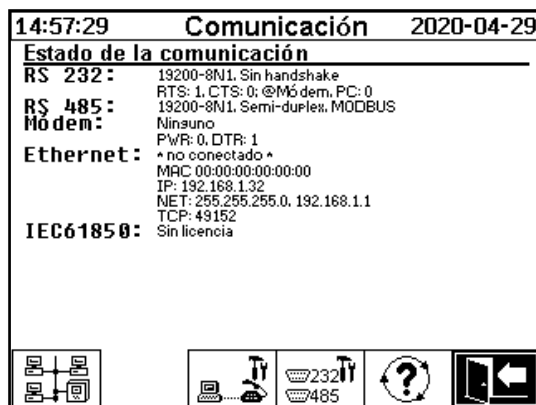 14:57:29 Comunicación 2020-04-29
Estado de la comunicación
RS 232: 19200-8N1, Sin handshake
RTS: 1, CTS: 0; @Módem, PC: 0
RS 485: 19200-8N1, Semi-duplex, MODBUS
Módem: Ninguno
PWR: 0, DTR: 1
Ethernet: * no conectado *
MAC 00:00:00:00:00:00
IP: 192.168.1.32
NET: 255.255.255.0, 192.168.1.1
TCP: 49152
IEC61850: Sin licencia
232
485
?